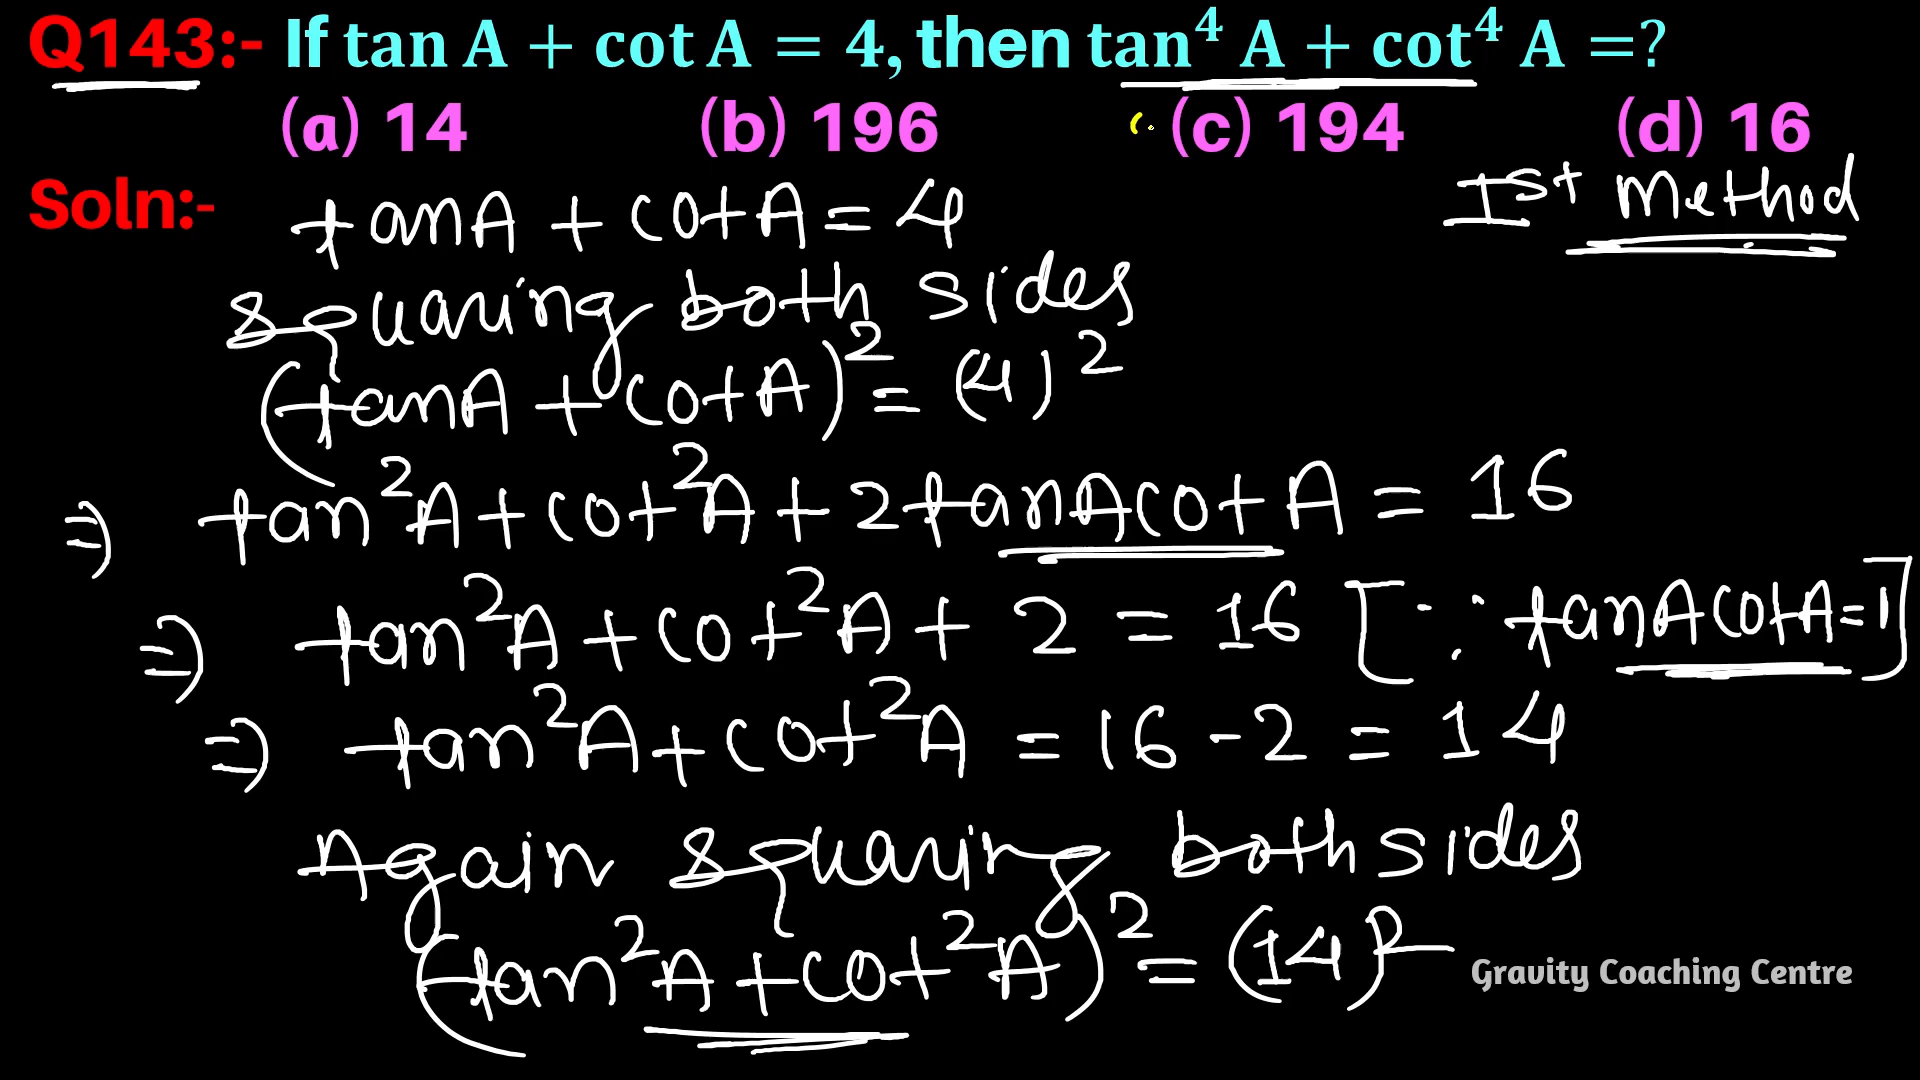 Q143:- If tan A + cot A = 4, then tan⁴ A + cot⁴ A =?
(a) 14 (b) 196 (c) 194 (d) 16
Soln:- tanA + cotA = 4 Iˢᵗ Method
squaring both sides
(tanA + cotA)² = (4)²
⇒ tan²A + cot²A + 2tanAcotA = 16
⇒ tan²A + cot²A + 2 = 16 [∵ tanAcotA=1]
⇒ tan²A + cot²A = 16 - 2 = 14
Again squaring both sides
(tan²A + cot²A)² = (14)²
Gravity Coaching Centre